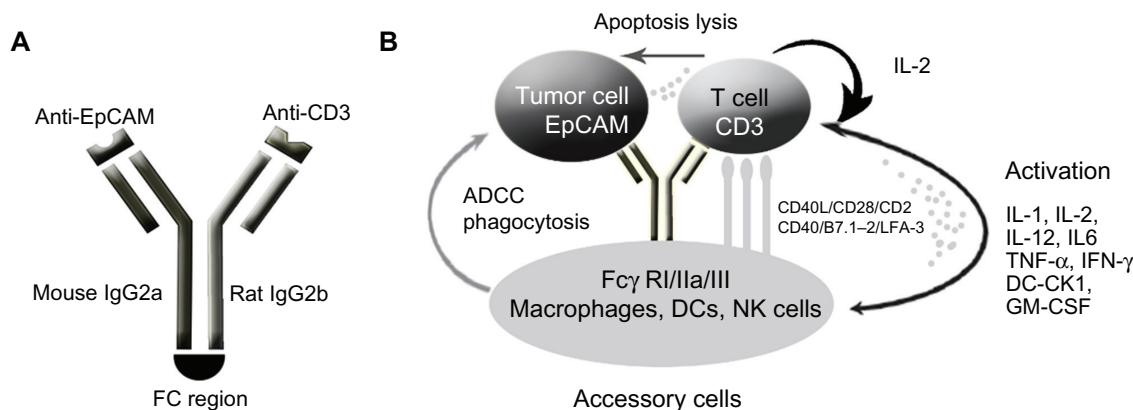 A
Anti-EpCAM
Anti-CD3
Mouse IgG2a
Rat IgG2b
FC region
B
Apoptosis lysis
IL-2
Tumor cell
EpCAM
T cell
CD3
ADCC
phagocytosis
CD40L/CD28/CD2
CD40/B7.1–2/LFA-3
Activation
IL-1, IL-2,
IL-12, IL6
TNF-α, IFN-γ
DC-CK1,
GM-CSF
Fcγ RI/IIa/III
Macrophages, DCs, NK cells
Accessory cells